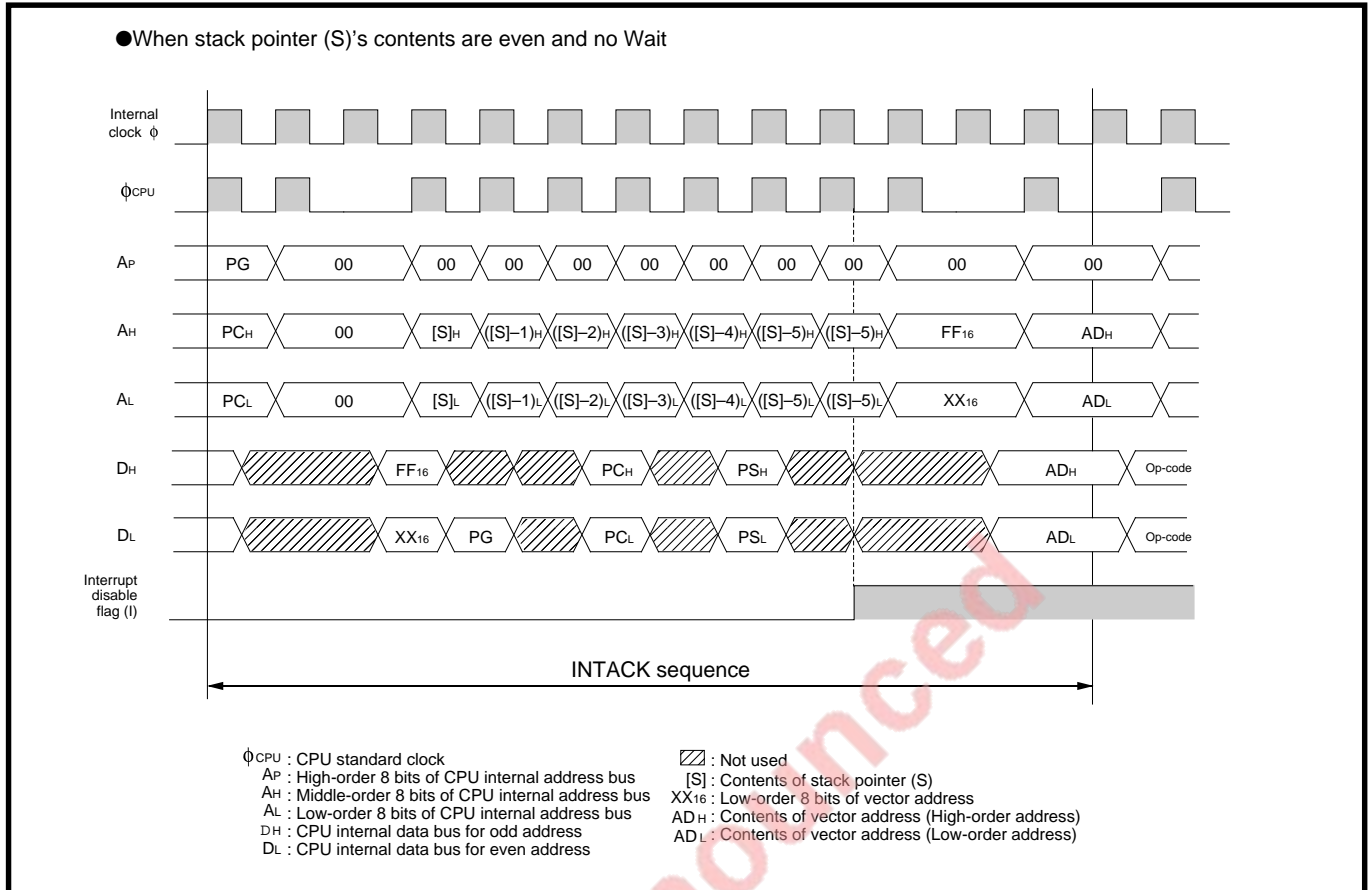 ●When stack pointer (S)’s contents are even and no Wait
Internal
clock ϕ
ϕCPU
AP PG 00 00 00 00 00 00 00 00 00 00
AH PCH 00 [S]H ([S]–1)H ([S]–2)H ([S]–3)H ([S]–4)H ([S]–5)H ([S]–5)H FF16 ADH
AL PCL 00 [S]L ([S]–1)L ([S]–2)L ([S]–3)L ([S]–4)L ([S]–5)L ([S]–5)L XX16 ADL
DH FF16 PCH PSH ADH Op-code
DL XX16 PG PCL PSL ADL Op-code
Interrupt
disable
flag (I)
INTACK sequence
ϕCPU : CPU standard clock
AP : High-order 8 bits of CPU internal address bus
AH : Middle-order 8 bits of CPU internal address bus
AL : Low-order 8 bits of CPU internal address bus
DH : CPU internal data bus for odd address
DL : CPU internal data bus for even address
: Not used
[S] : Contents of stack pointer (S)
XX16 : Low-order 8 bits of vector address
ADH : Contents of vector address (High-order address)
ADL : Contents of vector address (Low-order address)